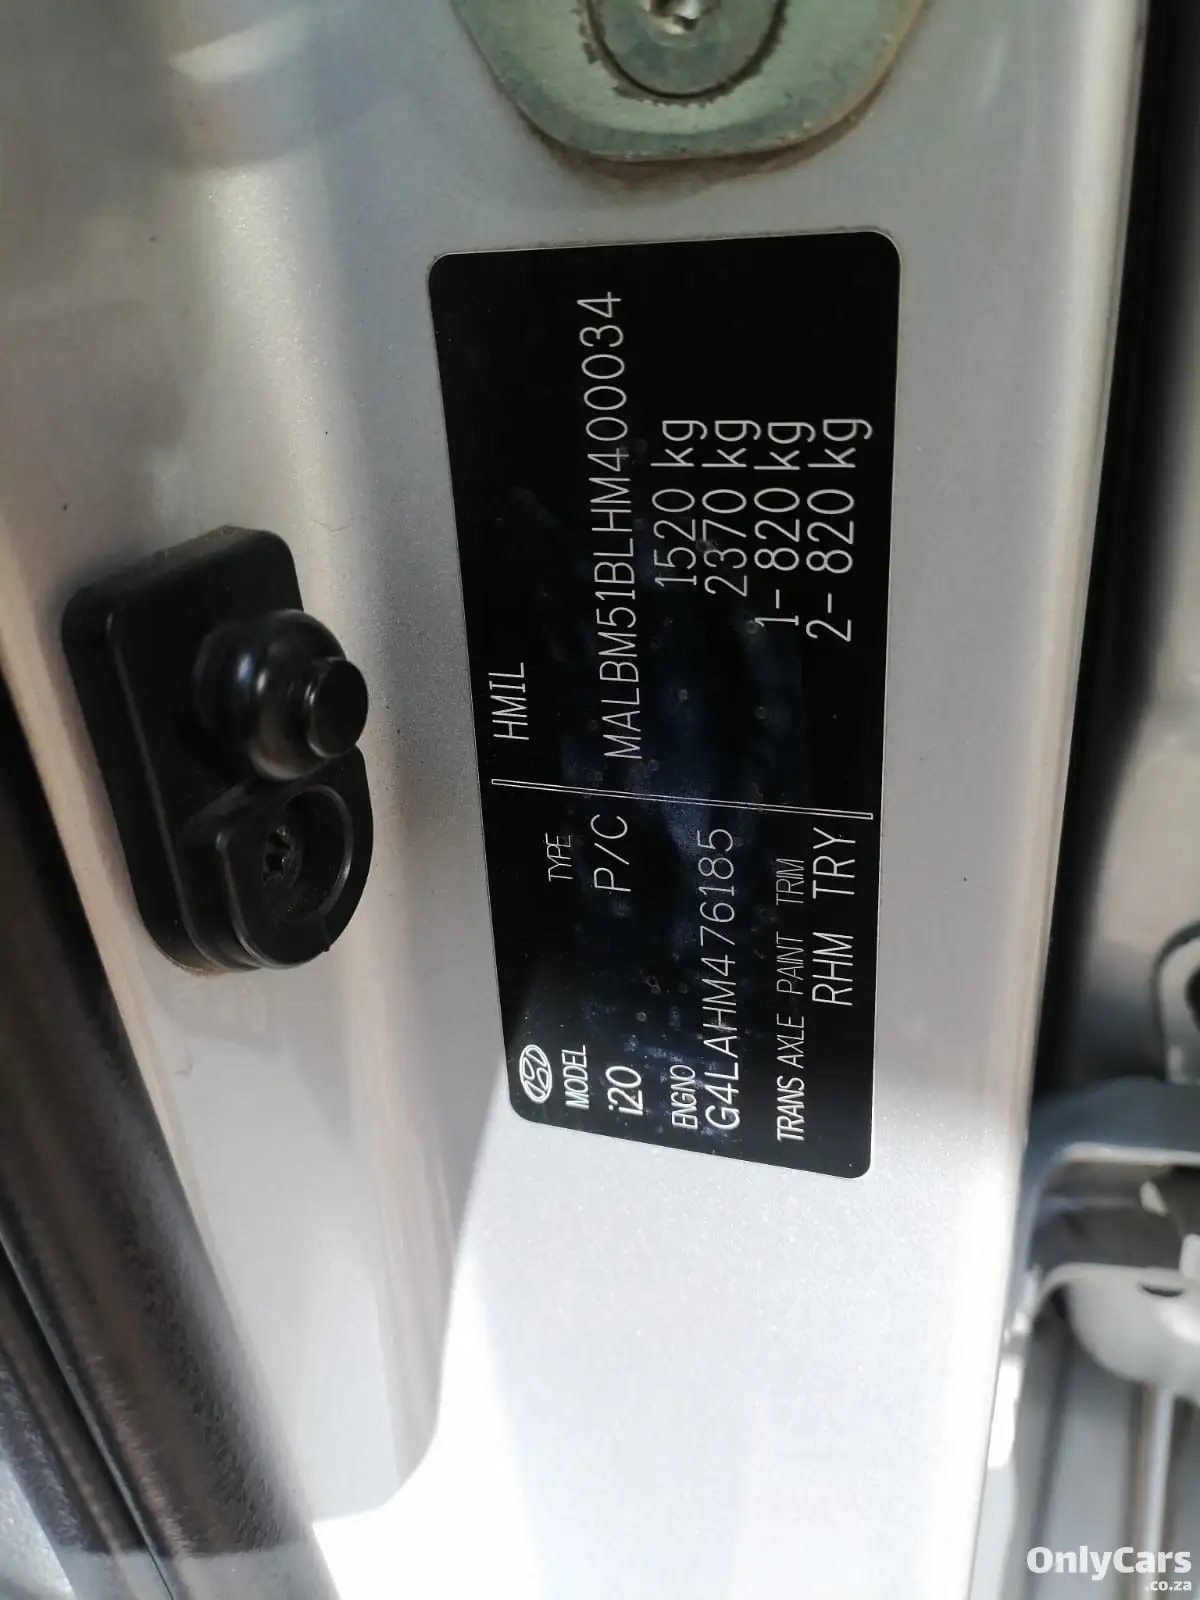 HMIL
MODEL TYPE
i20 P/C MALBM51BLHM400034
ENGNO 1520 kg
G4LAHM476185 2370 kg
TRANS AXLE PAINT TRIM 1- 820 kg
RHM TRY 2- 820 kg
OnlyCars
.co.za